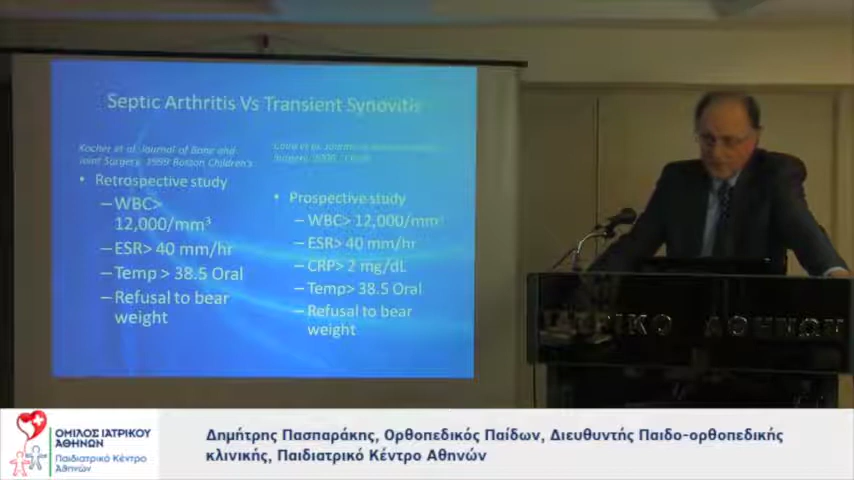 Septic Arthritis Vs Transient Synovitis
Kocher et al. Journal of Bone and
Joint Surgery, 1999 Boston Children's
• Retrospective study
–WBC>
12,000/mm³
–ESR> 40 mm/hr
–Temp > 38.5 Oral
–Refusal to bear
weight
Surgery, 2006,
• Prospective study
–WBC> 12,000/mm
–ESR> 40 mm/hr
–CRP> 2 mg/dL
–Temp> 38.5 Oral
–Refusal to bear
weight
ΑΘΗΝΩΝ
ΟΜΙΛΟΣ ΙΑΤΡΙΚΟΥ
ΑΘΗΝΩΝ
Παιδιατρικό Κέντρο
Αθηνών
Δημήτρης Πασπαράκης, Ορθοπεδικός Παίδων, Διευθυντής Παιδο-ορθοπεδικής
κλινικής, Παιδιατρικό Κέντρο Αθηνών